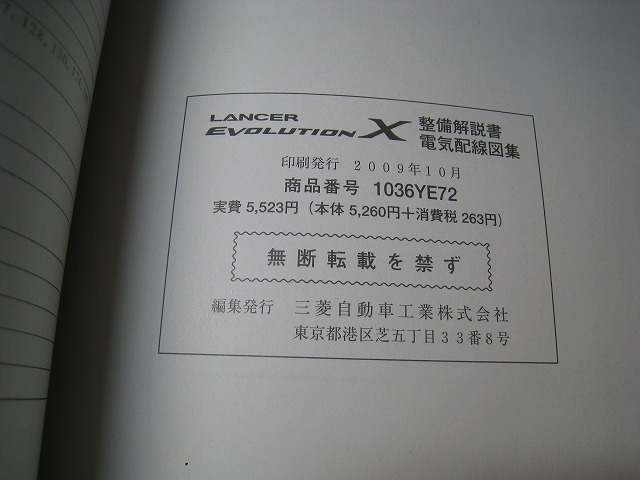 7, 128, 130, 131,
LANCER
EVOLUTION X
整備解説書
電気配線図集
印刷発行 2009年10月
商品番号 1036YE72
実費 5,523円 (本体 5,260円+消費税 263円)
無断転載を禁ず
編集発行 三菱自動車工業株式会社
東京都港区芝五丁目33番8号